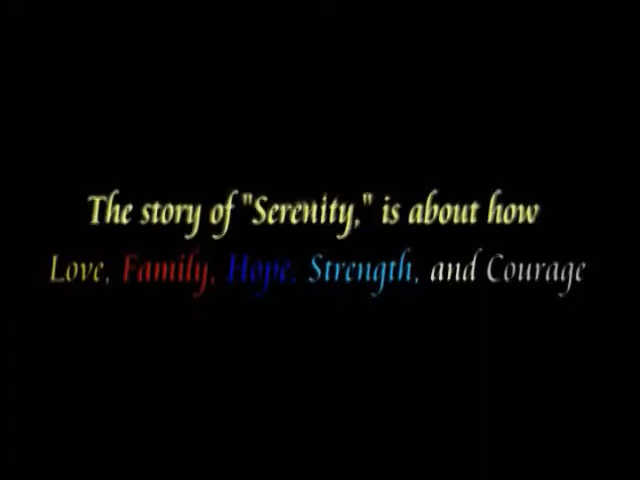 The story of "Serenity," is about how
Love, Family, Hope, Strength, and Courage